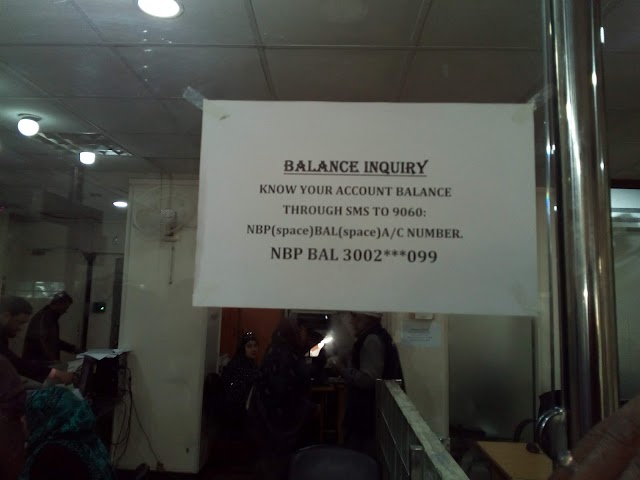 BALANCE INQUIRY
KNOW YOUR ACCOUNT BALANCE
THROUGH SMS TO 9060:
NBP(space)BAL(space)A/C NUMBER.
NBP BAL 3002***099